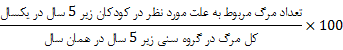 تعداد مرگ مربوط به علت مورد نظر در کودکان زیر 5 سال در یکسال
کل مرگ در گروه سنی زیر 5 سال در همان سال
× 100